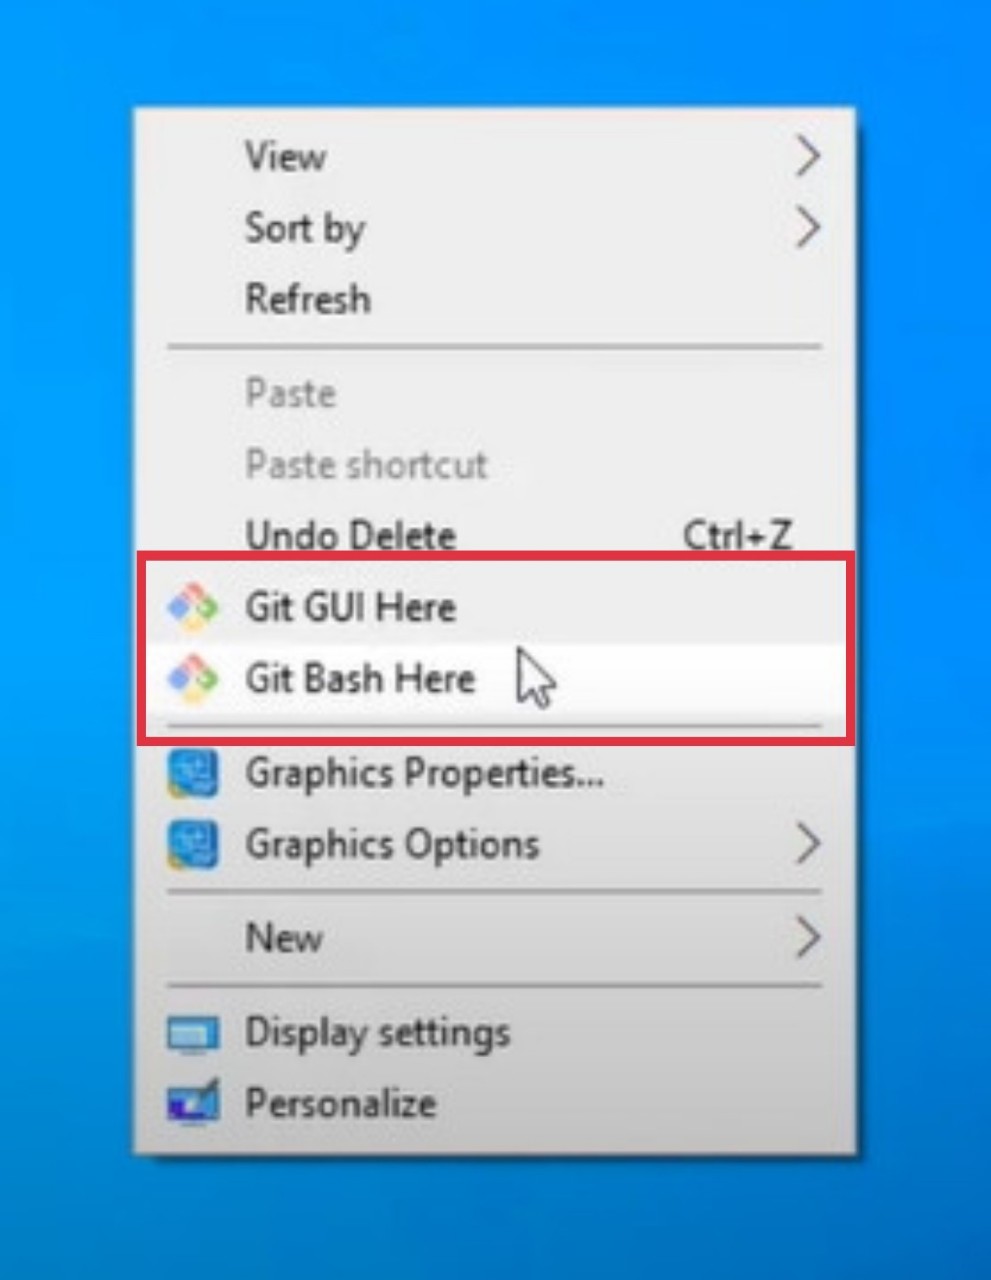 View
Sort by
Refresh
Paste
Paste shortcut
Undo Delete Ctrl+Z
Git GUI Here
Git Bash Here
Graphics Properties...
Graphics Options
New
Display settings
Personalize